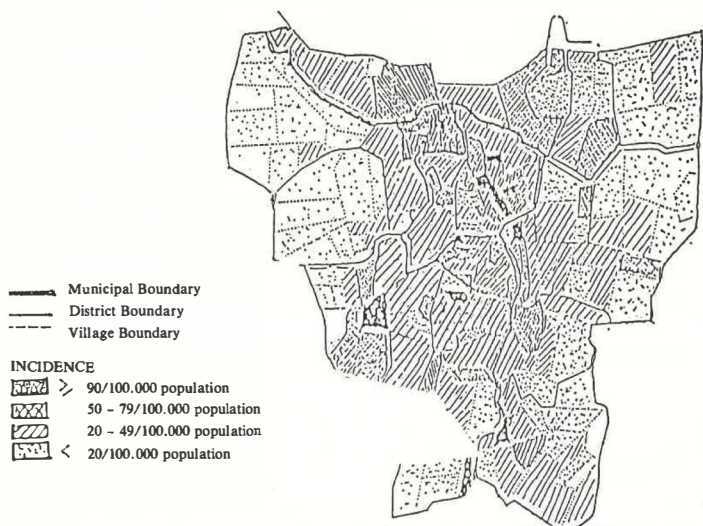 Municipal Boundary
District Boundary
Village Boundary
INCIDENCE
≥ 90/100.000 population
50 – 79/100.000 population
20 – 49/100.000 population
< 20/100.000 population